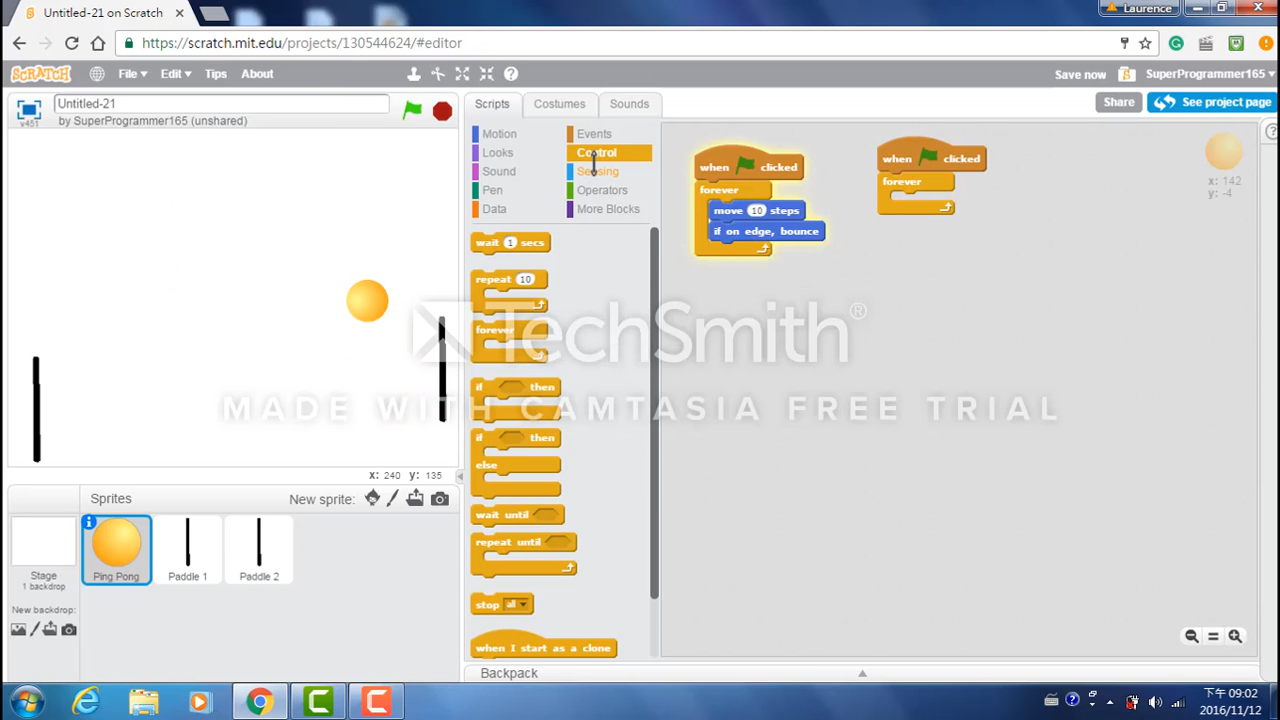 Untitled-21 on Scratch
Laurence
https://scratch.mit.edu/projects/130544624/#editor
SCRATCH
File
Edit
Tips
About
Save now
SuperProgrammer165
Untitled-21
by SuperProgrammer165 (unshared)
v451
Scripts
Costumes
Sounds
Share
See project page
Motion
Looks
Sound
Pen
Data
Events
Control
Sensing
Operators
More Blocks
wait 1 secs
repeat 10
forever
if then
if then
else
wait until
repeat until
stop all
when I start as a clone
when clicked
forever
move 10 steps
if on edge, bounce
when clicked
forever
x: 142
y: -4
TechSmith®
MADE WITH CAMTASIA FREE TRIAL
x: 240 y: 135
Sprites
New sprite:
Stage
1 backdrop
New backdrop:
Ping Pong
Paddle 1
Paddle 2
Backpack
下午 09:02
2016/11/12